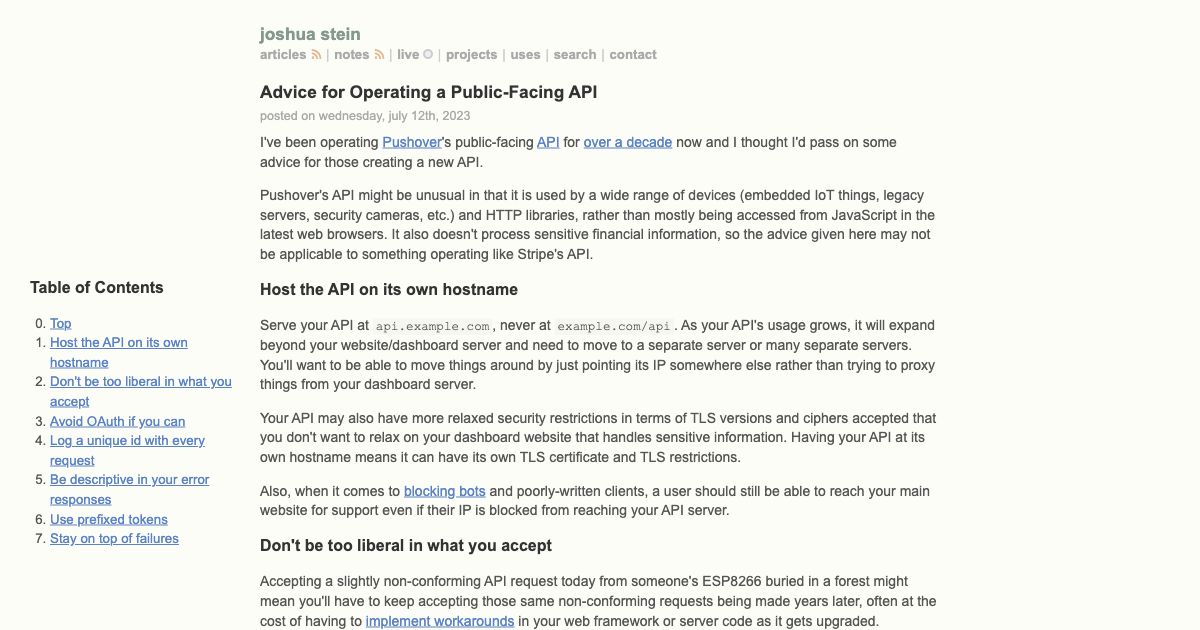 joshua stein
articles | notes | live | projects | uses | search | contact
Advice for Operating a Public-Facing API
posted on wednesday, july 12th, 2023
I've been operating Pushover's public-facing API for over a decade now and I thought I'd pass on some
advice for those creating a new API.
Pushover's API might be unusual in that it is used by a wide range of devices (embedded IoT things, legacy
servers, security cameras, etc.) and HTTP libraries, rather than mostly being accessed from JavaScript in the
latest web browsers. It also doesn't process sensitive financial information, so the advice given here may not
be applicable to something operating like Stripe's API.
Table of Contents
0. Top
1. Host the API on its own
hostname
2. Don't be too liberal in what you
accept
3. Avoid OAuth if you can
4. Log a unique id with every
request
5. Be descriptive in your error
responses
6. Use prefixed tokens
7. Stay on top of failures
Host the API on its own hostname
Serve your API at api.example.com, never at example.com/api. As your API's usage grows, it will expand
beyond your website/dashboard server and need to move to a separate server or many separate servers.
You'll want to be able to move things around by just pointing its IP somewhere else rather than trying to proxy
things from your dashboard server.
Your API may also have more relaxed security restrictions in terms of TLS versions and ciphers accepted that
you don't want to relax on your dashboard website that handles sensitive information. Having your API at its
own hostname means it can have its own TLS certificate and TLS restrictions.
Also, when it comes to blocking bots and poorly-written clients, a user should still be able to reach your main
website for support even if their IP is blocked from reaching your API server.
Don't be too liberal in what you accept
Accepting a slightly non-conforming API request today from someone's ESP8266 buried in a forest might
mean you'll have to keep accepting those same non-conforming requests being made years later, often at the
cost of having to implement workarounds in your web framework or server code as it gets upgraded.